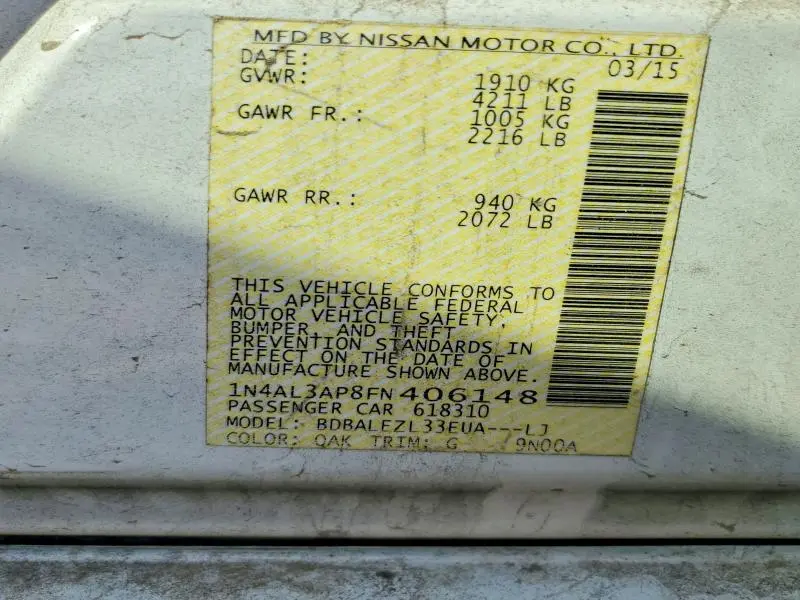 MFD BY NISSAN MOTOR CO., LTD.
DATE: 03/15
GVWR: 1910 KG
4211 LB
GAWR FR.: 1005 KG
2216 LB
GAWR RR.: 940 KG
2072 LB
THIS VEHICLE CONFORMS TO
ALL APPLICABLE FEDERAL
MOTOR VEHICLE SAFETY,
BUMPER, AND THEFT
PREVENTION STANDARDS IN
EFFECT ON THE DATE OF
MANUFACTURE SHOWN ABOVE.
1N4AL3AP8FN406148
PASSENGER CAR 618310
MODEL: BDBALEZL33EUA---LJ
COLOR: QAK TRIM: G 9N00A